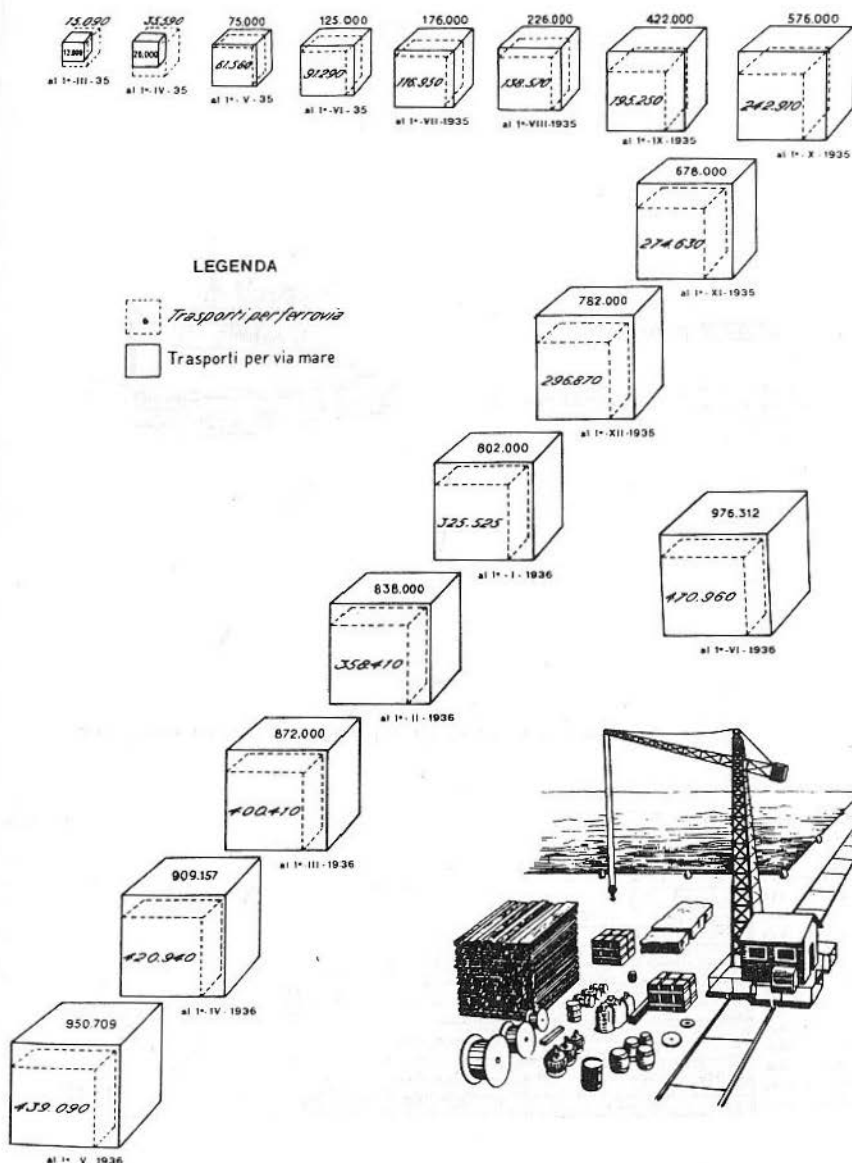 15.090
12.000
al 1°-III-35
35.590
28.000
al 1°-IV-35
75.000
61.560
al 1°-V-35
125.000
91.290
al 1°-VI-35
176.000
116.950
al 1°-VII-1935
226.000
158.570
al 1°-VIII-1935
422.000
195.250
al 1°-IX-1935
576.000
242.910
al 1°-X-1935
678.000
274.630
al 1°-XI-1935
LEGENDA
Trasporti per ferrovia
Trasporti per via mare
782.000
296.870
al 1°-XII-1935
802.000
325.525
al 1°-I-1936
976.312
470.960
al 1°-VI-1936
838.000
358.410
al 1°-II-1936
872.000
400.410
al 1°-III-1936
909.157
420.940
al 1°-IV-1936
950.709
439.090
al 1°-V-1936